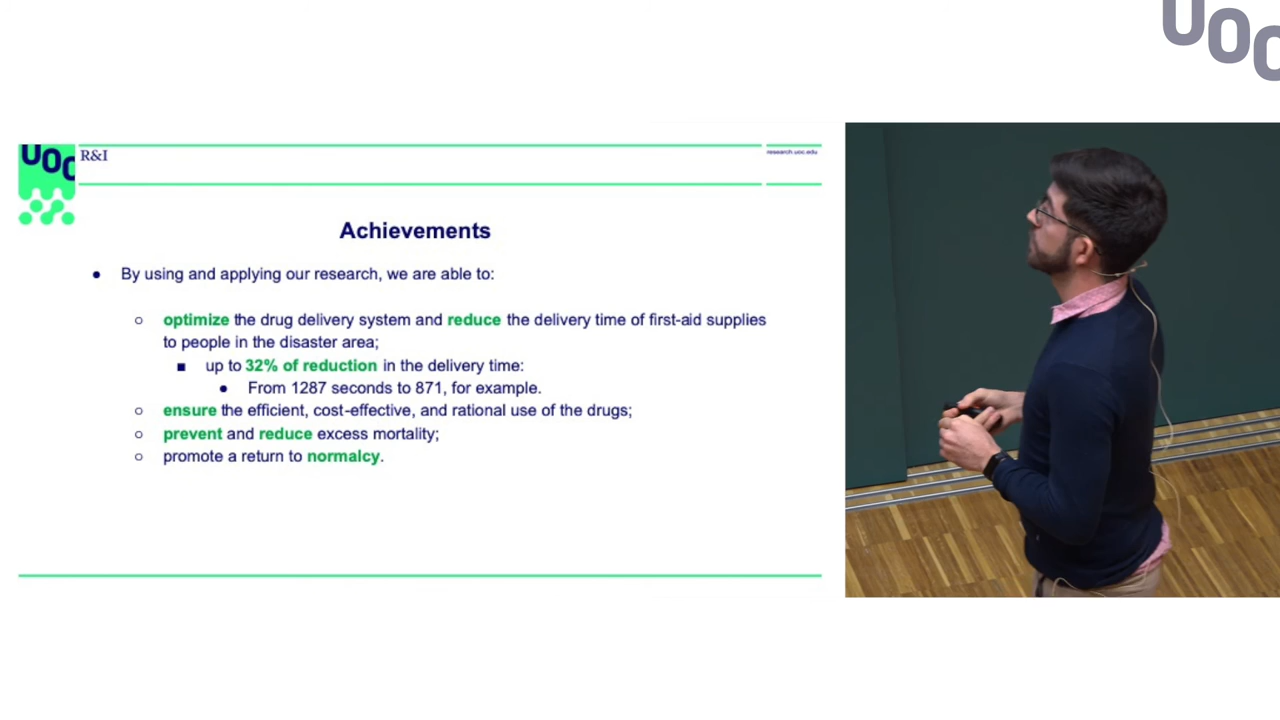 UOC
UOC
R&I
research.uoc.edu
Achievements
● By using and applying our research, we are able to:
○ optimize the drug delivery system and reduce the delivery time of first-aid supplies
to people in the disaster area;
■ up to 32% of reduction in the delivery time:
● From 1287 seconds to 871, for example.
○ ensure the efficient, cost-effective, and rational use of the drugs;
○ prevent and reduce excess mortality;
○ promote a return to normalcy.